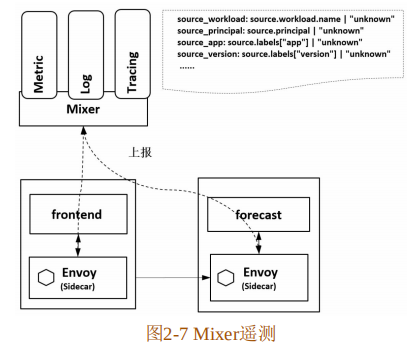 Metric
Log
Tracing
Mixer
source_workload: source.workload.name | "unknown"
source_principal: source.principal | "unknown"
source_app: source.labels["app"] | "unknown"
source_version: source.labels["version"] | "unknown"
......
上报
frontend
Envoy
(Sidecar)
forecast
Envoy
(Sidecar)
图2-7 Mixer遥测